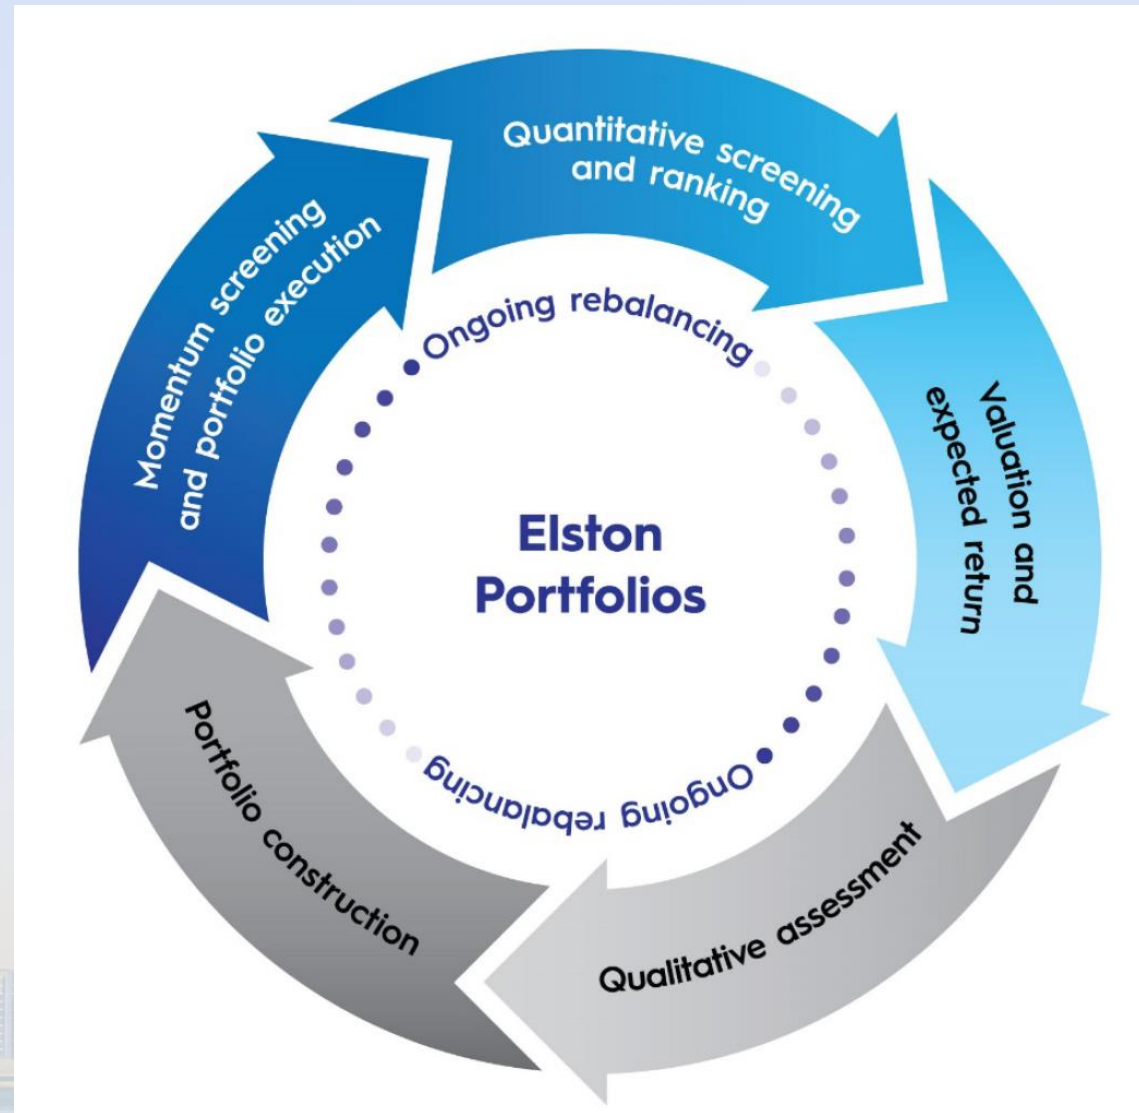 Quantitative screening
and ranking
Valuation and
expected return
Qualitative assessment
Portfolio construction
Momentum screening
and portfolio execution
Ongoing rebalancing
Elston
Portfolios
Ongoing rebalancing